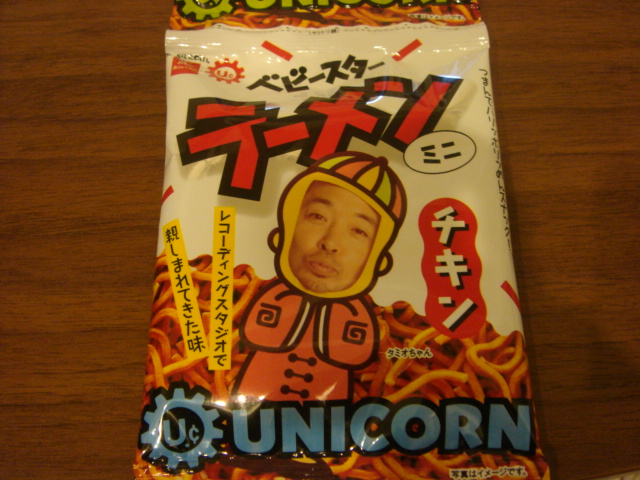 UNICORN
ベビースター
ラーメン
ミニ
チキン
レコーディングスタジオで
親しまれてきた味
タミオちゃん
U.C
UNICORN
写真はイメージです。